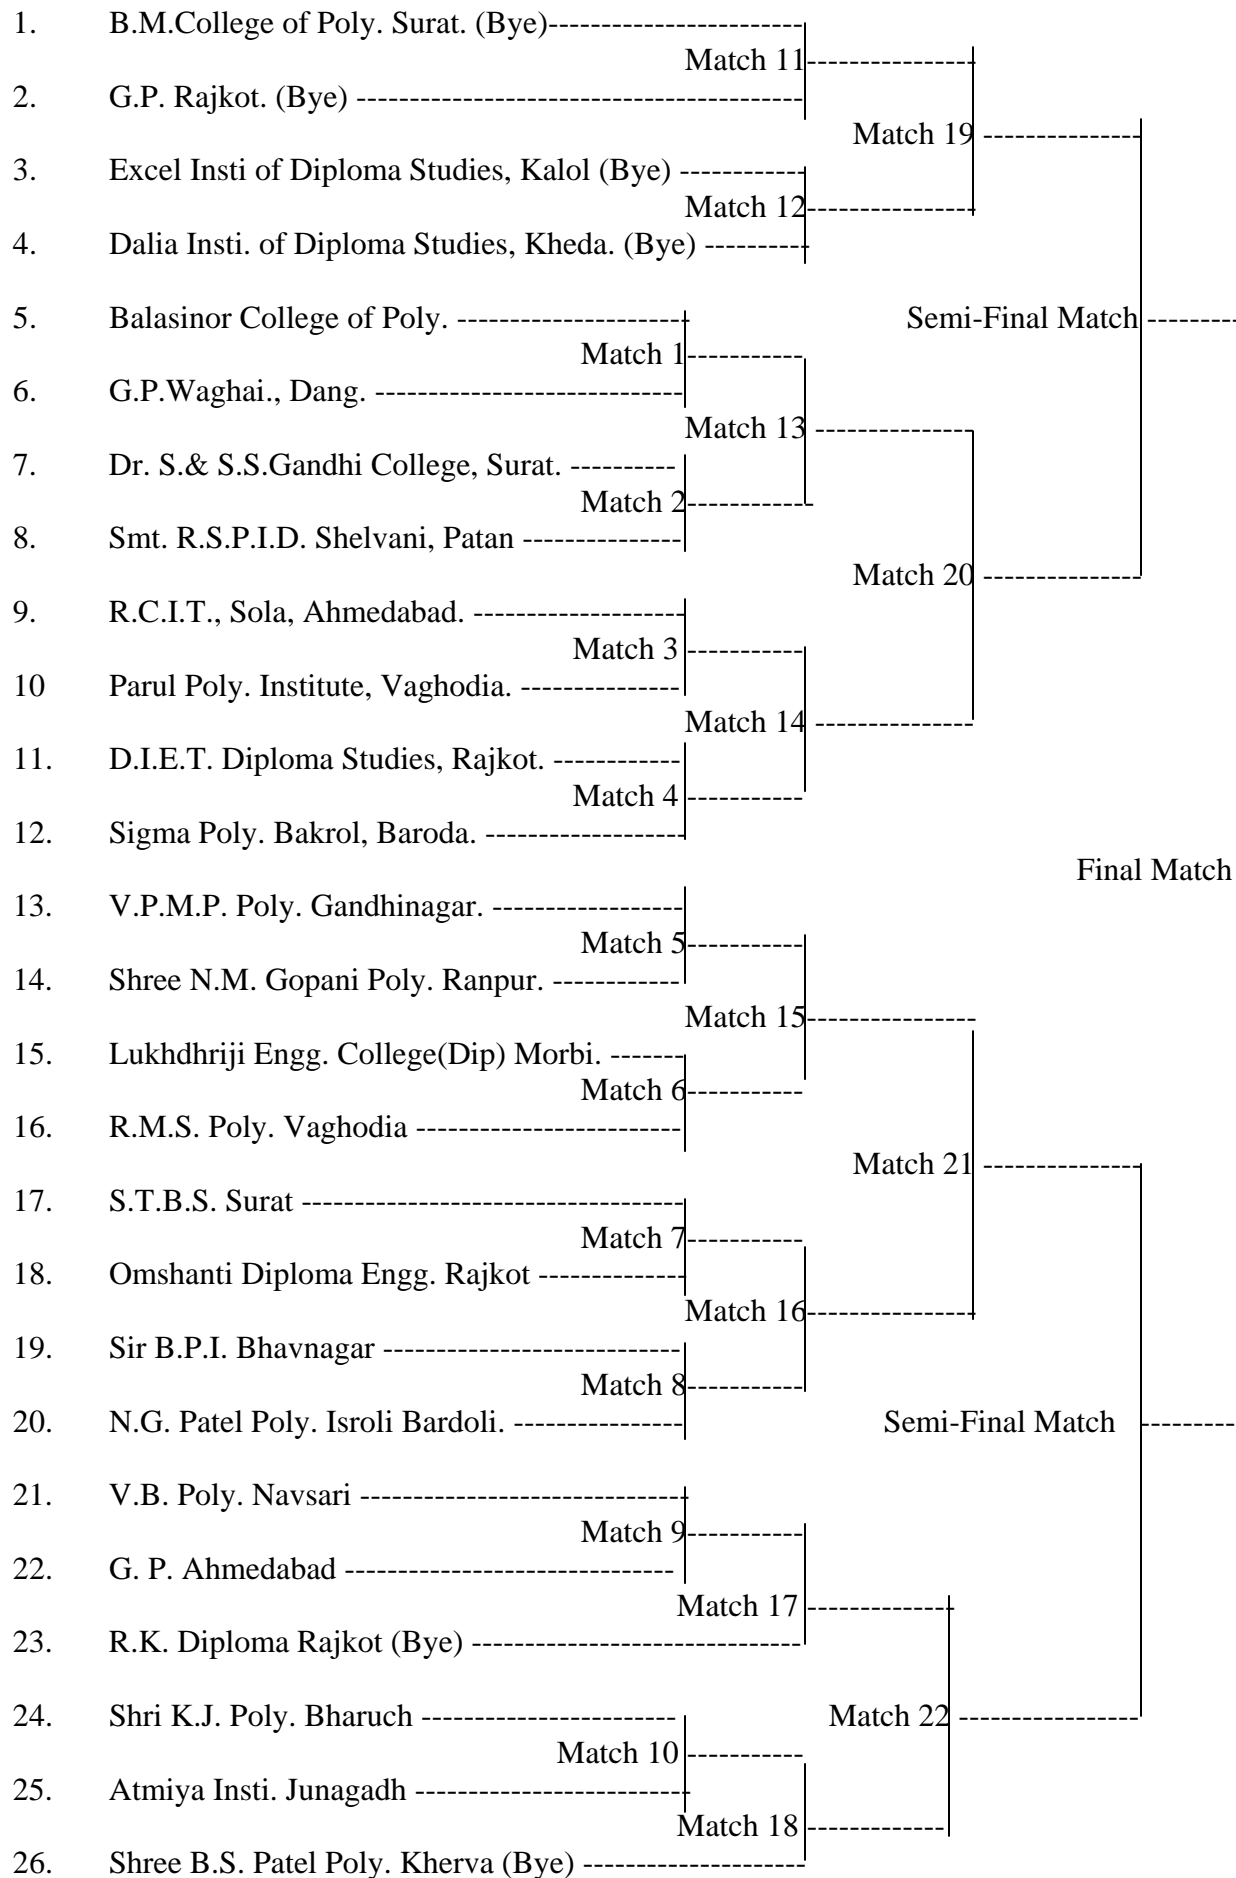 1. B.M.College of Poly. Surat. (Bye)------------------------
Match 11----------------
2. G.P. Rajkot. (Bye) ------------------------------------------
Match 19 ---------------
3. Excel Insti of Diploma Studies, Kalol (Bye) ------------
Match 12----------------
4. Dalia Insti. of Diploma Studies, Kheda. (Bye) ----------
5. Balasinor College of Poly. ----------------------
Semi-Final Match ---------
Match 1-----------
6. G.P.Waghai., Dang. -----------------------------
Match 13 ---------------
7. Dr. S.& S.S.Gandhi College, Surat. ----------
Match 2------------
8. Smt. R.S.P.I.D. Shelvani, Patan ---------------
Match 20 ---------------
9. R.C.I.T., Sola, Ahmedabad. --------------------
Match 3 -----------
10 Parul Poly. Institute, Vaghodia. ---------------
Match 14 ---------------
11. D.I.E.T. Diploma Studies, Rajkot. ------------
Match 4 -----------
12. Sigma Poly. Bakrol, Baroda. -------------------
Final Match
13. V.P.M.P. Poly. Gandhinagar. ------------------
Match 5-----------
14. Shree N.M. Gopani Poly. Ranpur. ------------
Match 15----------------
15. Lukhdhriji Engg. College(Dip) Morbi. -------
Match 6-----------
16. R.M.S. Poly. Vaghodia -------------------------
Match 21 ---------------
17. S.T.B.S. Surat ------------------------------------
Match 7-----------
18. Omshanti Diploma Engg. Rajkot --------------
Match 16----------------
19. Sir B.P.I. Bhavnagar ----------------------------
Match 8-----------
20. N.G. Patel Poly. Isroli Bardoli. ----------------
Semi-Final Match ---------
21. V.B. Poly. Navsari -------------------------------
Match 9-----------
22. G. P. Ahmedabad -------------------------------
Match 17 --------------
23. R.K. Diploma Rajkot (Bye) -------------------------------
24. Shri K.J. Poly. Bharuch ------------------------
Match 22 -----------------
Match 10 -----------
25. Atmiya Insti. Junagadh --------------------------
Match 18 -------------
26. Shree B.S. Patel Poly. Kherva (Bye) ---------------------